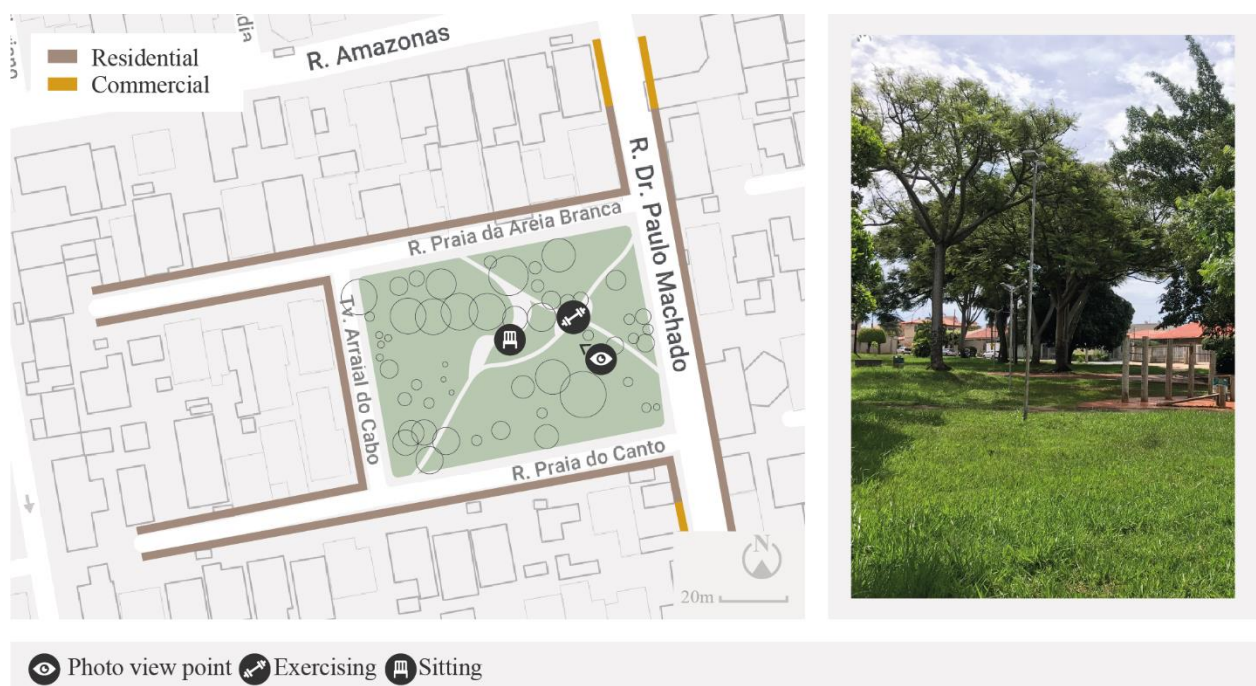 R. Amazonas
Residential
Commercial
R. Dr. Paulo Machado
R. Praia da Areia Branca
Tv. Arraial do Cabo
R. Praia do Canto
N
20m
Photo view point Exercising Sitting